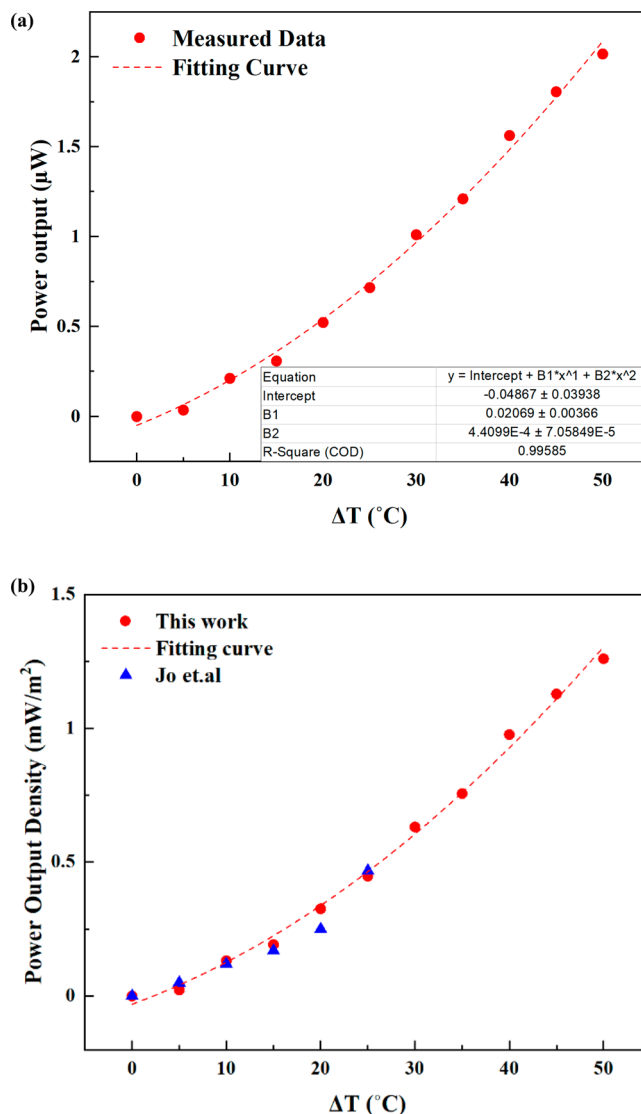 (a)
Measured Data
Fitting Curve
2
1.5
1
0.5
0
Power output (μW)
Equation y = Intercept + B1*x^1 + B2*x^2
Intercept -0.04867 ± 0.03938
B1 0.02069 ± 0.00366
B2 4.4099E-4 ± 7.05849E-5
R-Square (COD) 0.99585
0 10 20 30 40 50
ΔT (˚C)
(b)
1.5
This work
Fitting curve
Jo et.al
1
0.5
0
Power Output Density (mW/m²)
0 10 20 30 40 50
ΔT (˚C)